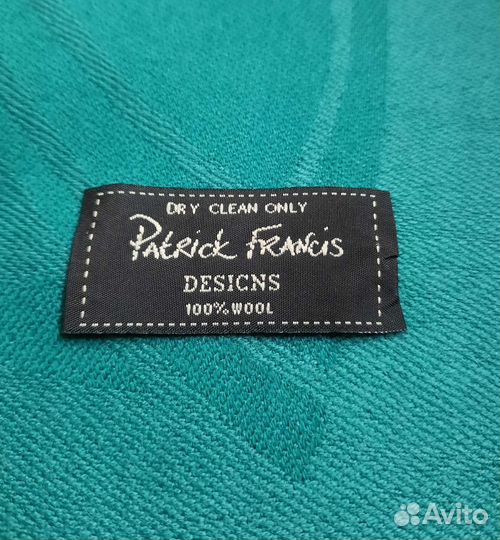 DRY CLEAN ONLY
PatRick FRANcis
DESIGNS
100% WOOL
Avito